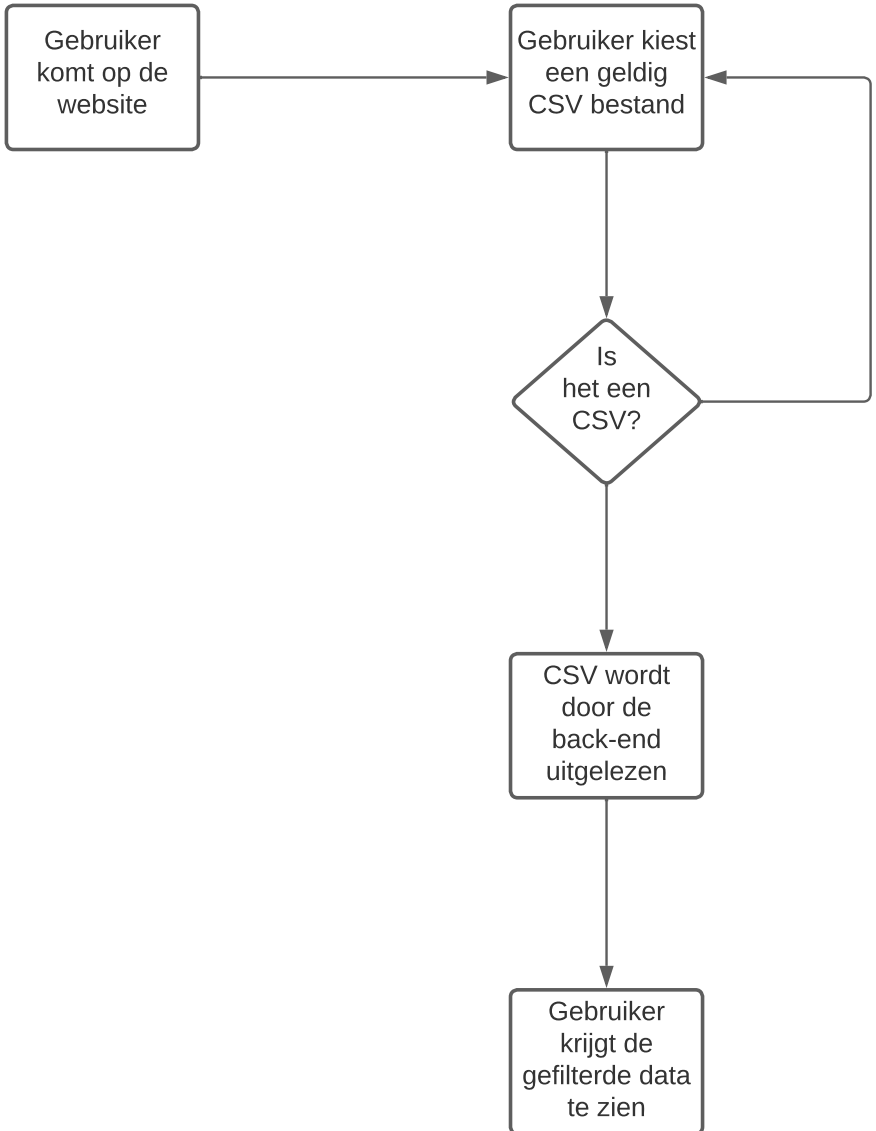 Gebruiker
komt op de
website
Gebruiker kiest
een geldig
CSV bestand
Is
het een
CSV?
CSV wordt
door de
back-end
uitgelezen
Gebruiker
krijgt de
gefilterde data
te zien